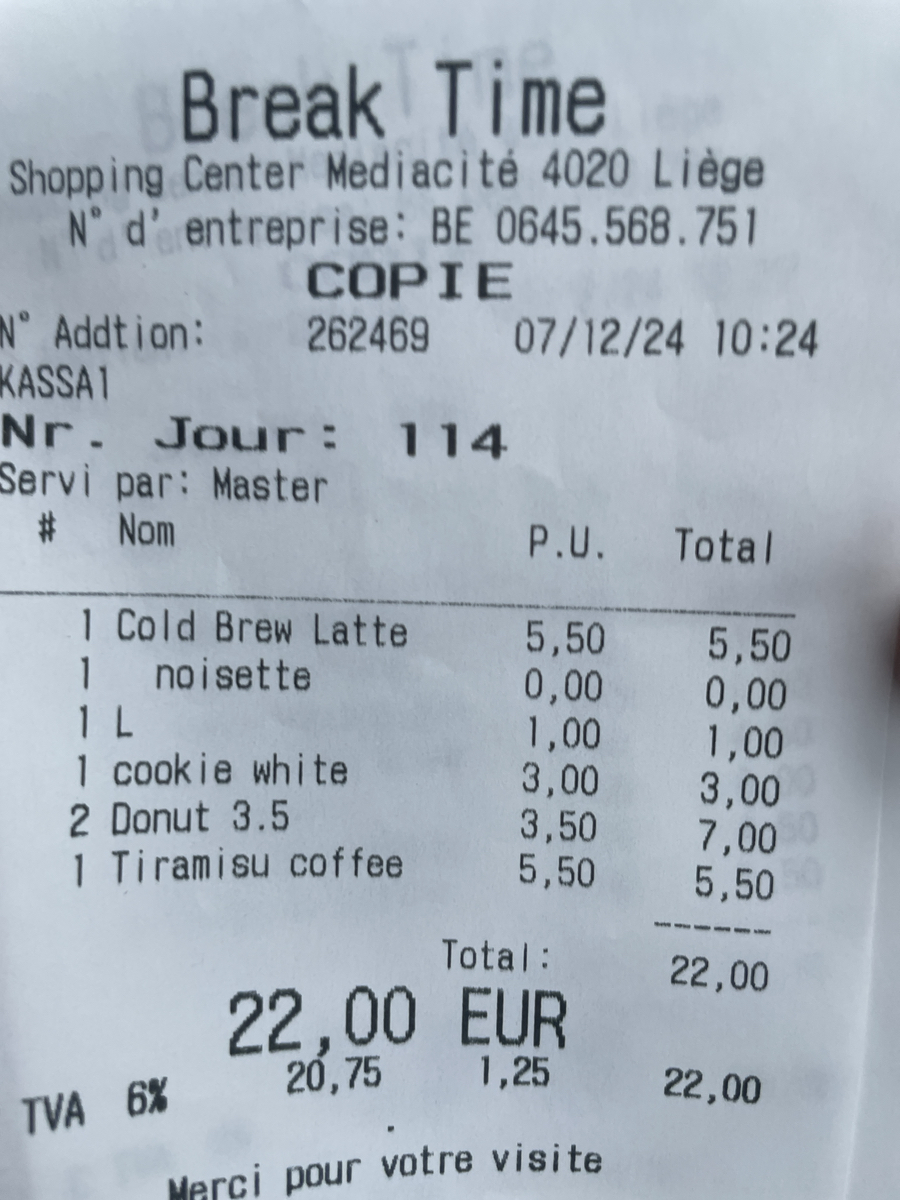 Break Time
Shopping Center Mediacité 4020 Liège
N° d' entreprise: BE 0645.568.751
COPIE
N° Addtion: 262469 07/12/24 10:24
KASSA1
Nr. Jour: 114
Servi par: Master
# Nom P.U. Total
1 Cold Brew Latte 5,50 5,50
1 noisette 0,00 0,00
1 L 1,00 1,00
1 cookie white 3,00 3,00
2 Donut 3.5 3,50 7,00
1 Tiramisu coffee 5,50 5,50
------
Total: 22,00
22,00 EUR
TVA 6% 20,75 1,25 22,00
Merci pour votre visite